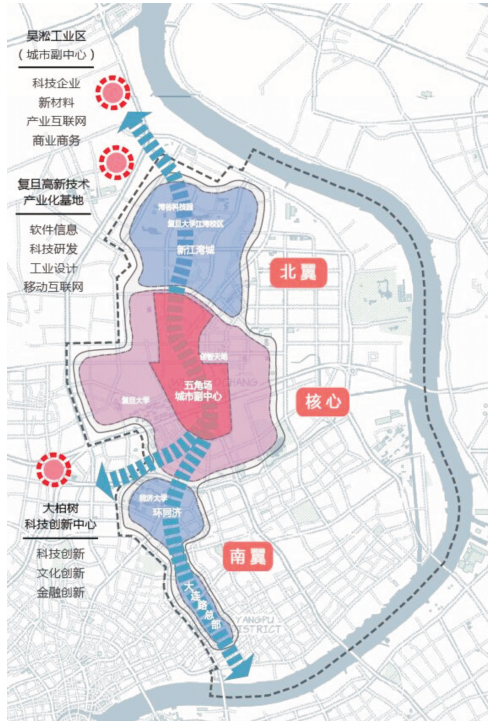 吴淞工业区
（城市副中心）
科技企业
新材料
产业互联网
商业商务
复旦高新技术
产业化基地
软件信息
科技研发
工业设计
移动互联网
湾谷科技园
复旦大学江湾校区
新江湾城
北翼
创智天地
五角场
城市副中心
复旦大学
核心
大柏树
科技创新中心
科技创新
文化创新
金融创新
同济大学
环同济
南翼
大连路总部
YANGPU
DISTRICT